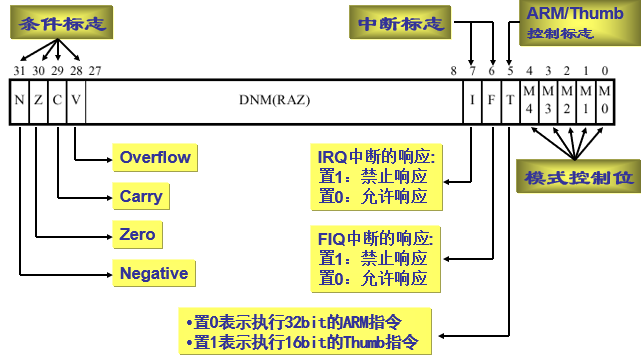 条件标志
中断标志
ARM/Thumb
控制标志
31 30 29 28 27 8 7 6 5 4 3 2 1 0
N Z C V DNM(RAZ) I F T M4 M3 M2 M1 M0
模式控制位
Overflow
Carry
Zero
Negative
IRQ中断的响应:
置1：禁止响应
置0：允许响应
FIQ中断的响应:
置1：禁止响应
置0：允许响应
•置0表示执行32bit的ARM指令
•置1表示执行16bit的Thumb指令